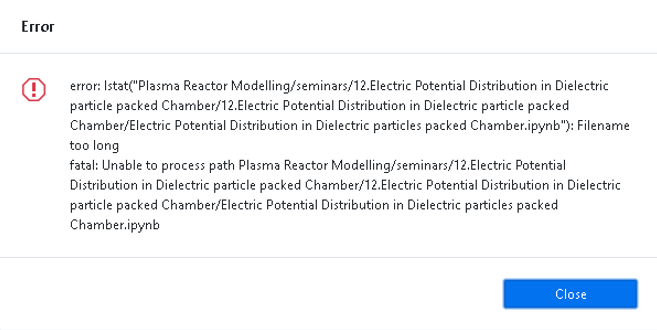 Error
error: lstat("Plasma Reactor Modelling/seminars/12.Electric Potential Distribution in Dielectric
particle packed Chamber/12.Electric Potential Distribution in Dielectric particle packed
Chamber/Electric Potential Distribution in Dielectric particles packed Chamber.ipynb"): Filename
too long
fatal: Unable to process path Plasma Reactor Modelling/seminars/12.Electric Potential
Distribution in Dielectric particle packed Chamber/12.Electric Potential Distribution in Dielectric
particle packed Chamber/Electric Potential Distribution in Dielectric particles packed
Chamber.ipynb
Close